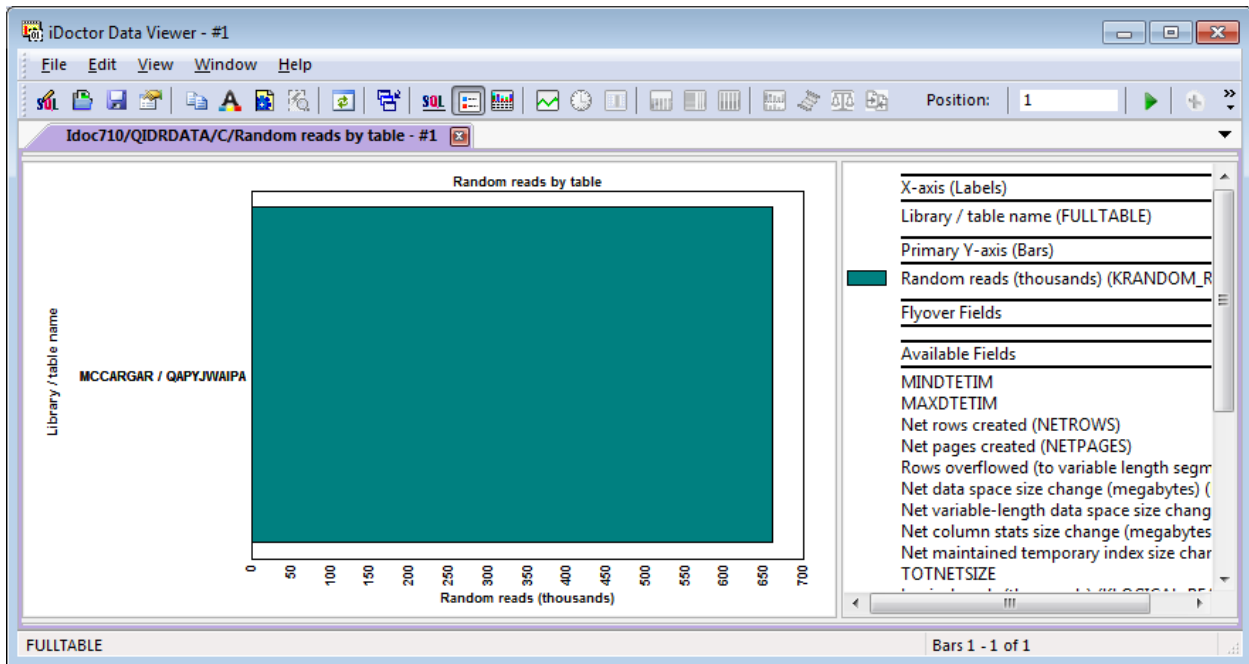 iDoctor Data Viewer - #1
File Edit View Window Help
SQL Position: 1
Idoc710/QIDRDATA/C/Random reads by table - #1
Random reads by table
Library / table name
MCCARGAR / QAPYJWAIPA
0 50 100 150 200 250 300 350 400 450 500 550 600 650 700
Random reads (thousands)
X-axis (Labels)
Library / table name (FULLTABLE)
Primary Y-axis (Bars)
Random reads (thousands) (KRANDOM_R
Flyover Fields
Available Fields
MINDTETIM
MAXDTETIM
Net rows created (NETROWS)
Net pages created (NETPAGES)
Rows overflowed (to variable length segm
Net data space size change (megabytes) (
Net variable-length data space size chang
Net column stats size change (megabytes
Net maintained temporary index size char
TOTNETSIZE
FULLTABLE
Bars 1 - 1 of 1